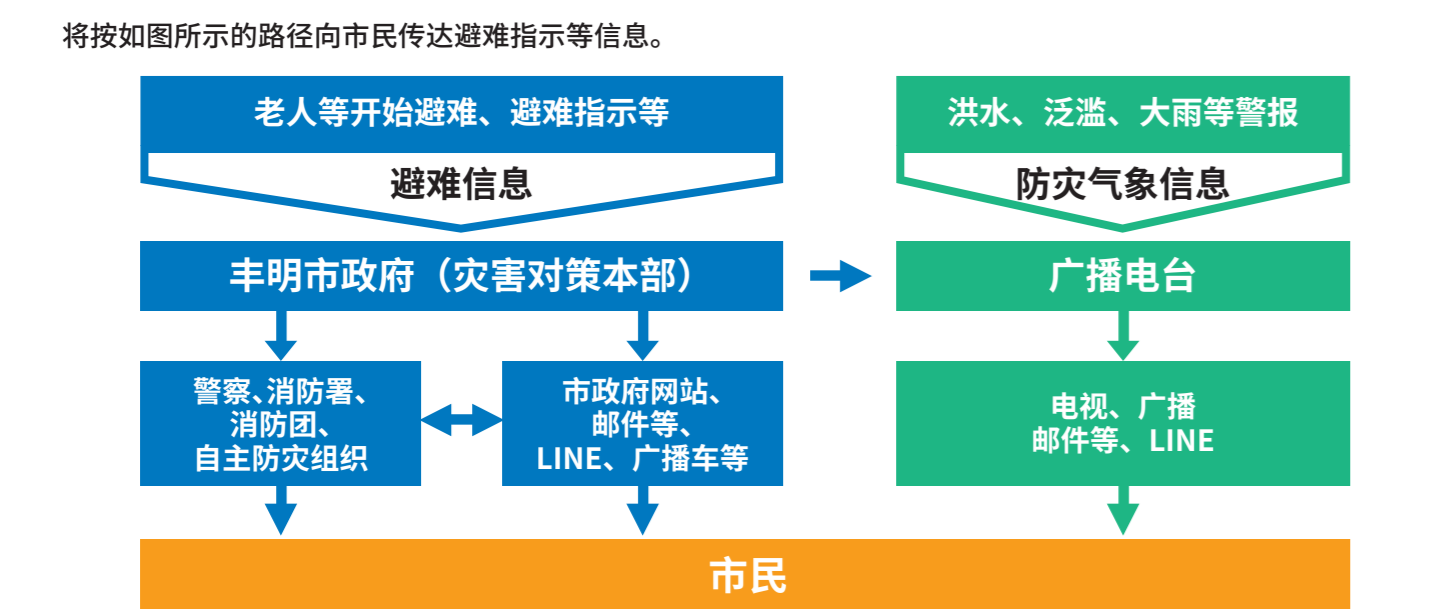 将按如图所示的路径向市民传达避难指示等信息。
老人等开始避难、避难指示等
洪水、泛滥、大雨等警报
避难信息
防灾气象信息
丰明市政府（灾害对策本部）
广播电台
警察、消防署、
消防团、
自主防灾组织
市政府网站、
邮件等、
LINE、广播车等
电视、广播
邮件等、LINE
市民